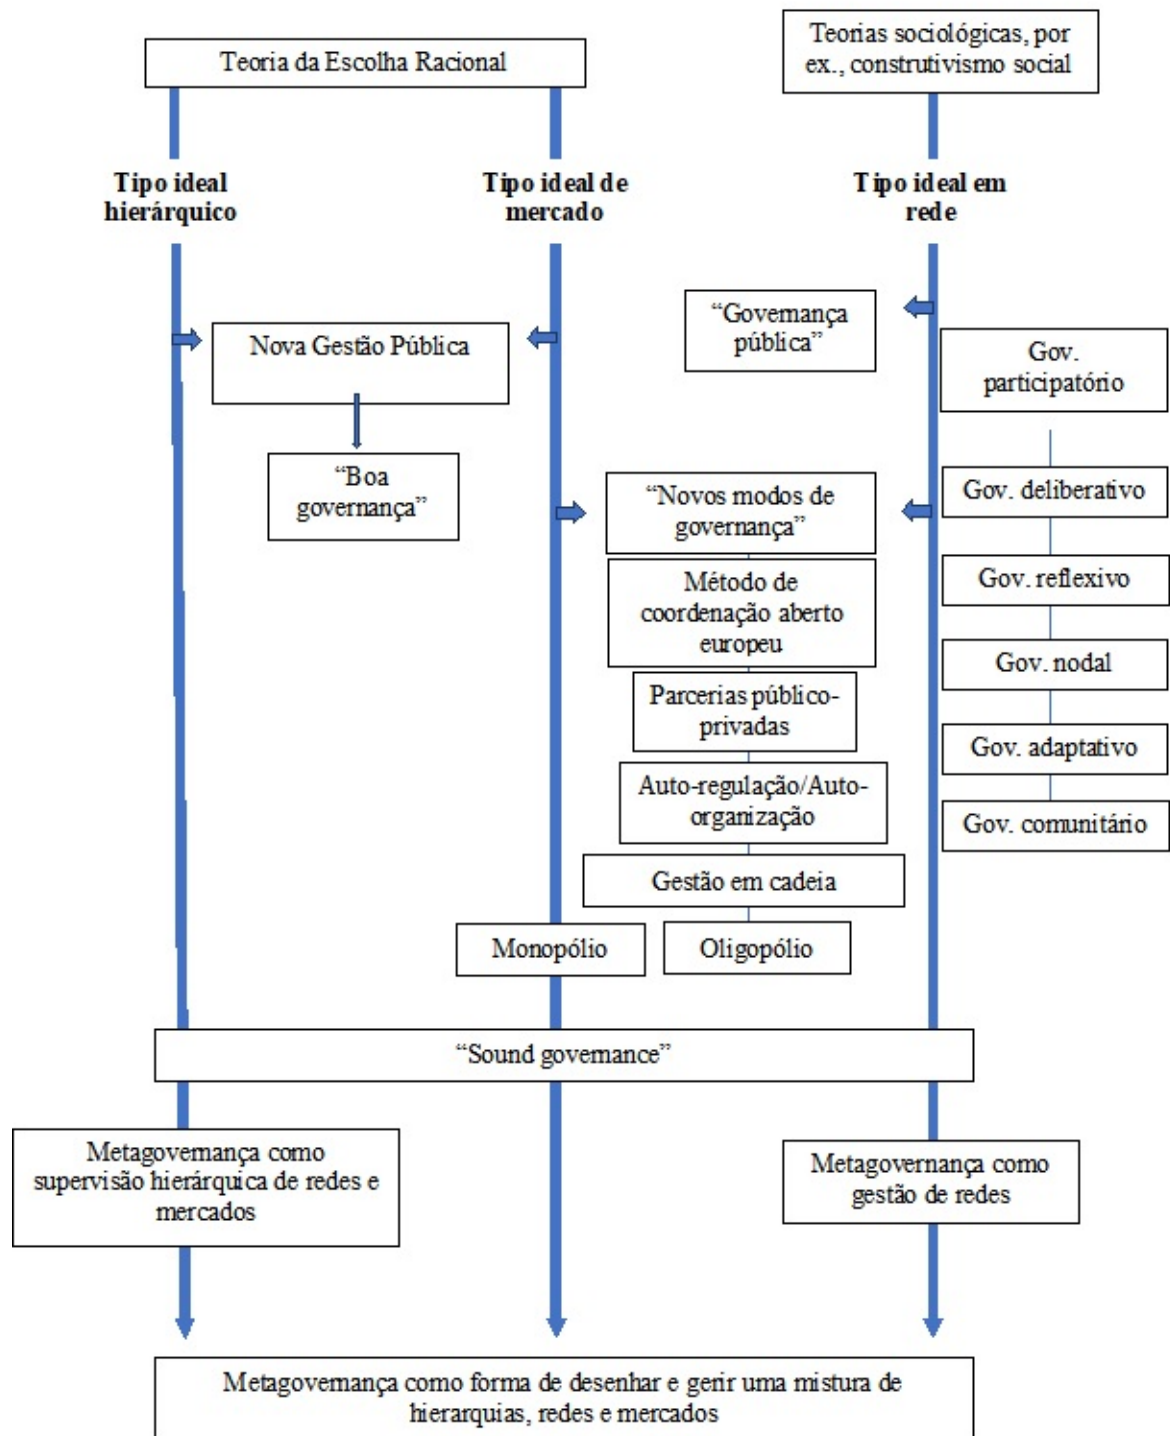 Teoria da Escolha Racional
Teorias sociológicas, por
ex., construtivismo social
Tipo ideal
hierárquico
Tipo ideal de
mercado
Tipo ideal em
rede
Nova Gestão Pública
“Boa
governança”
“Governança
pública”
“Novos modos de
governança”
Método de
coordenação aberto
europeu
Parcerias público-
privadas
Auto-regulação/Auto-
organização
Gestão em cadeia
Monopólio
Oligopólio
Gov.
participatório
Gov. deliberativo
Gov. reflexivo
Gov. nodal
Gov. adaptativo
Gov. comunitário
“Sound governance”
Metagovernança como
supervisão hierárquica de redes e
mercados
Metagovernança como
gestão de redes
Metagovernança como forma de desenhar e gerir uma mistura de
hierarquias, redes e mercados